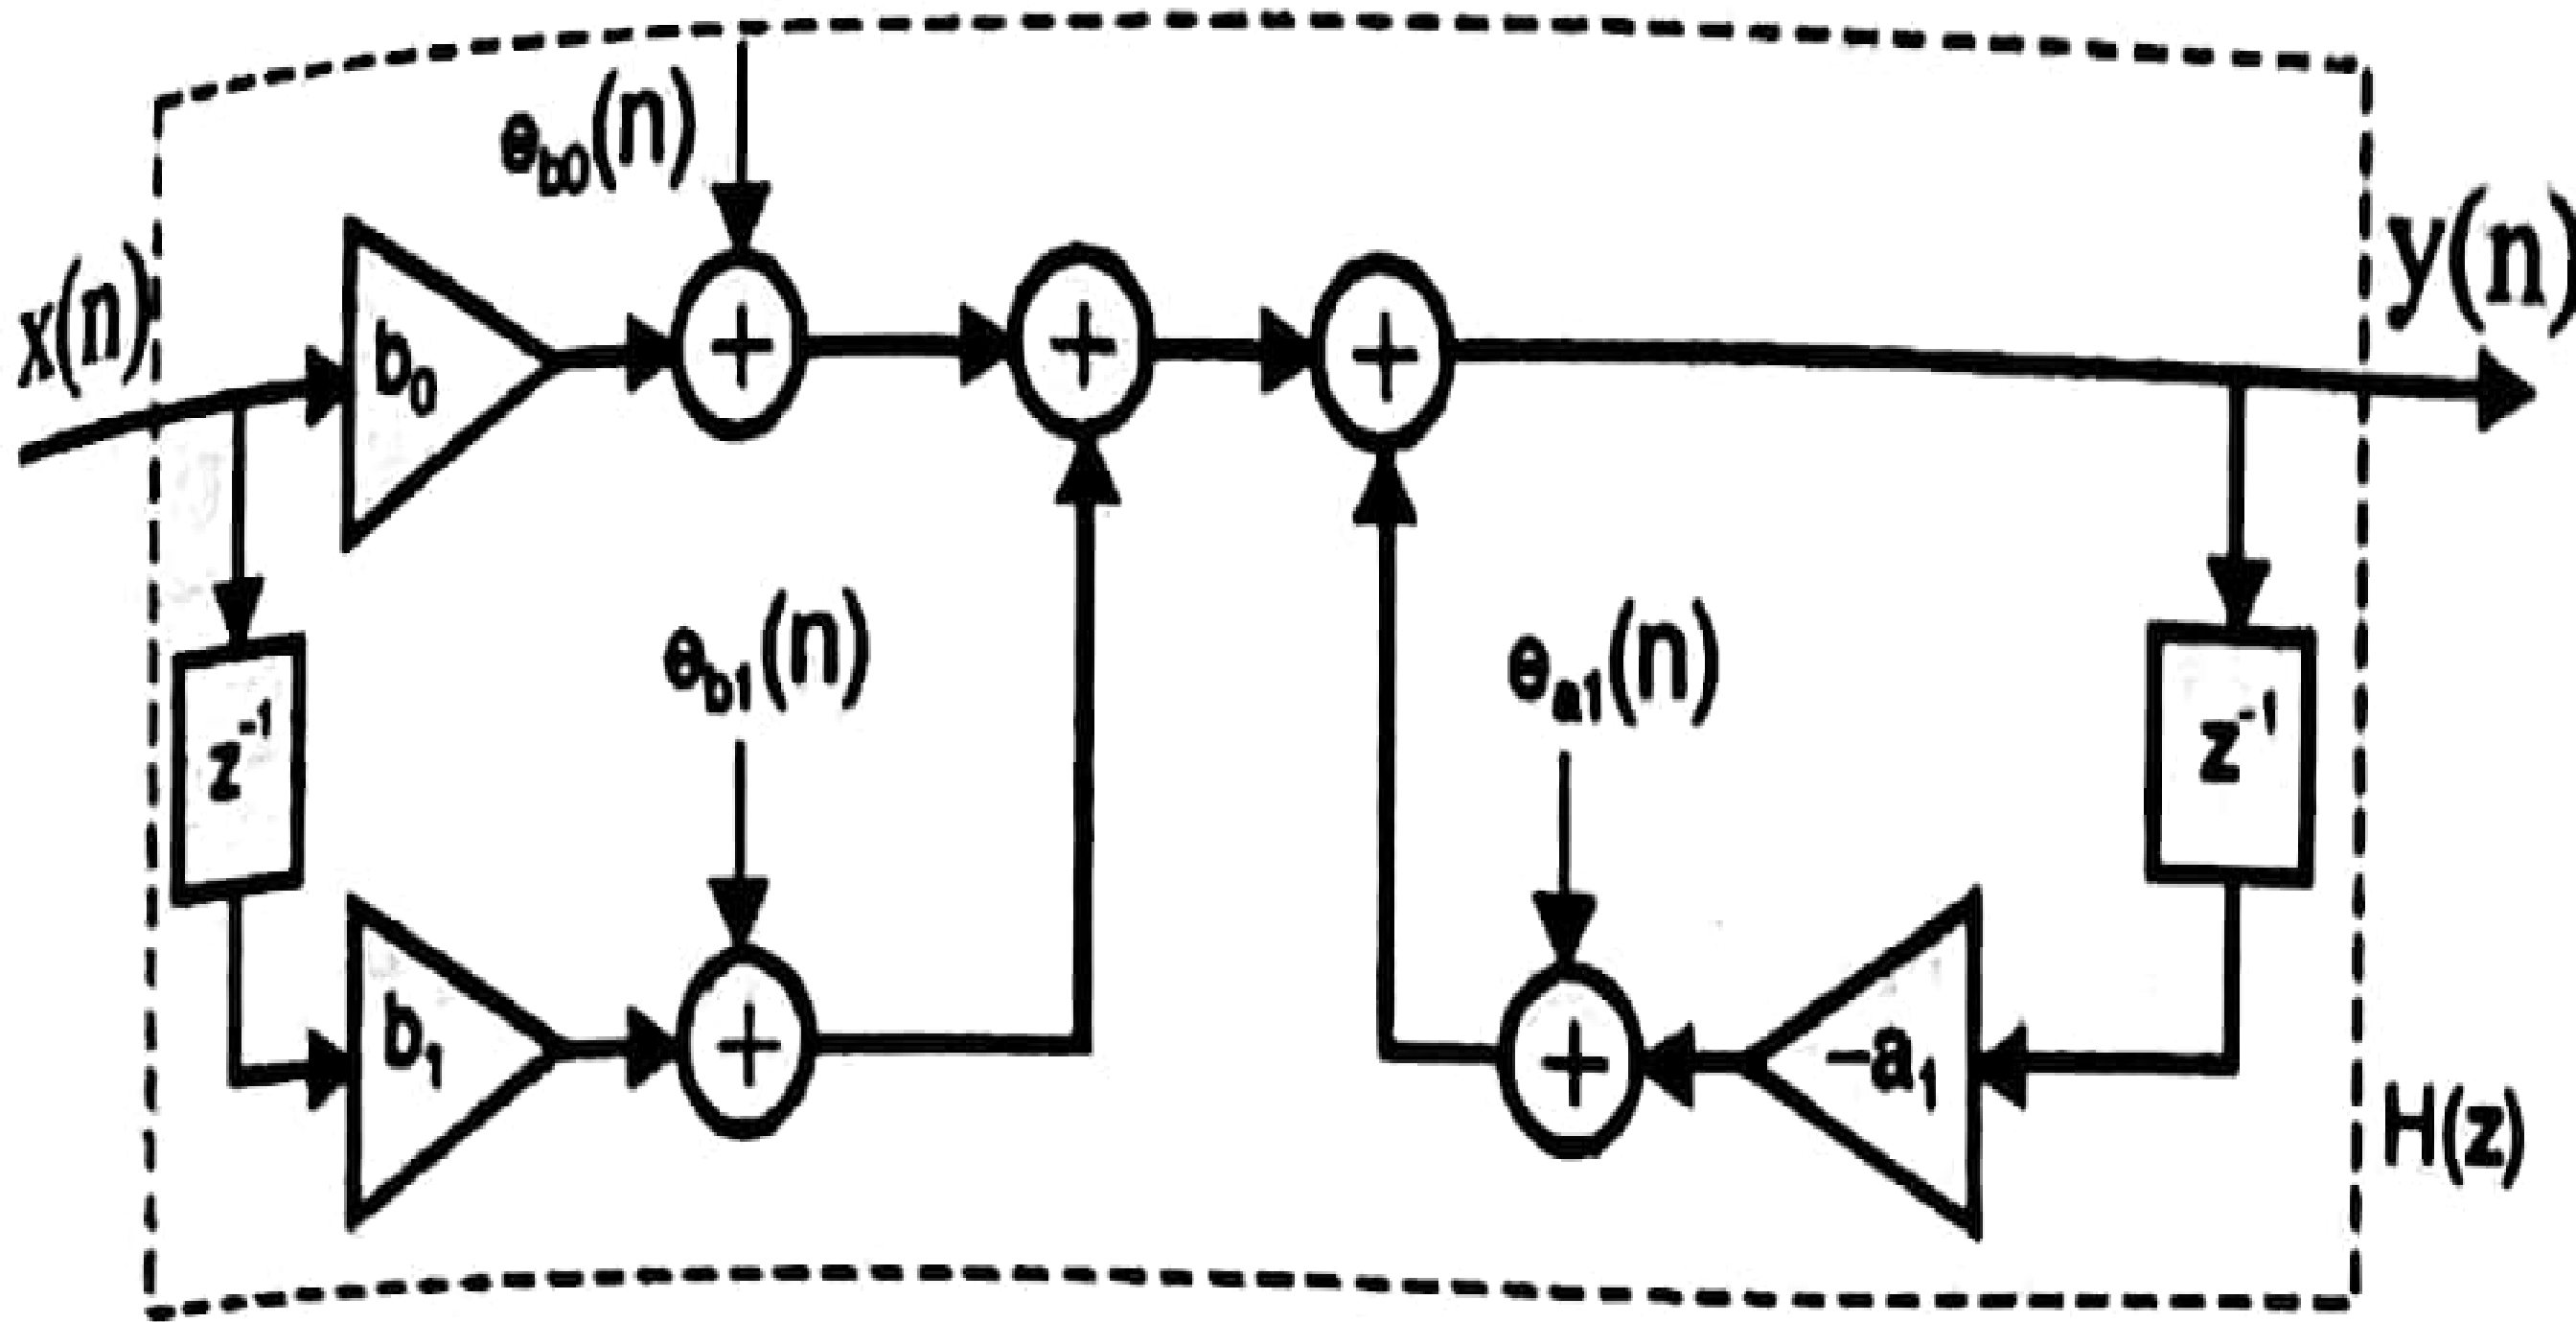 e_b0(n)
x(n)
b_0
+
+
+
y(n)
z^-1
e_b1(n)
e_a1(n)
z^-1
b_1
+
+
-a_1
H(z)